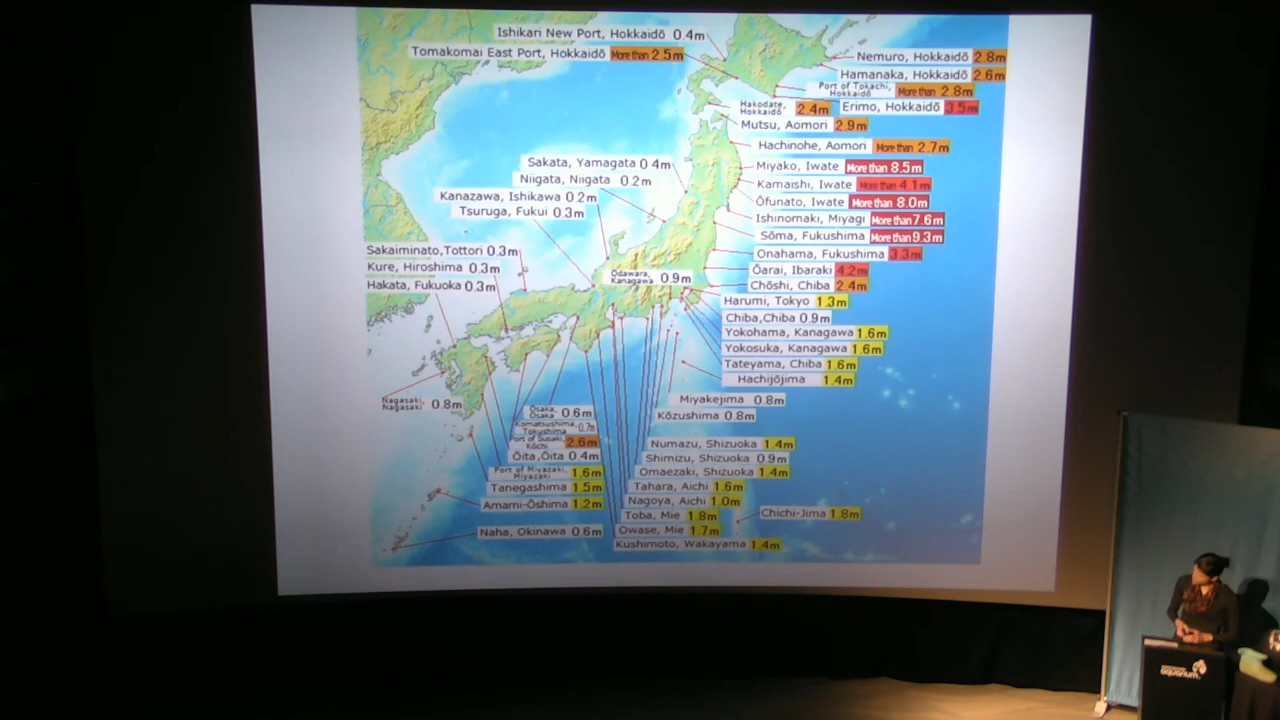 Ishikari New Port, Hokkaidō 0.4m
Tomakomai East Port, Hokkaidō More than 2.5m
Nemuro, Hokkaidō 2.8m
Hamanaka, Hokkaidō 2.6m
Port of Tokachi, Hokkaidō More than 2.8m
Erimo, Hokkaidō 3.5m
Hakodate, Hokkaidō 2.4m
Mutsu, Aomori 2.9m
Hachinohe, Aomori More than 2.7m
Miyako, Iwate More than 8.5m
Kamaishi, Iwate More than 4.1m
Ōfunato, Iwate More than 8.0m
Ishinomaki, Miyagi More than 7.6m
Sōma, Fukushima More than 9.3m
Onahama, Fukushima 3.3m
Ōarai, Ibaraki 4.2m
Chōshi, Chiba 2.4m
Harumi, Tokyo 1.3m
Chiba,Chiba 0.9m
Yokohama, Kanagawa 1.6m
Yokosuka, Kanagawa 1.6m
Tateyama, Chiba 1.6m
Hachijōjima 1.4m
Miyakejima 0.8m
Kōzushima 0.8m
Sakata, Yamagata 0.4m
Niigata, Niigata 0.2m
Kanazawa, Ishikawa 0.2m
Tsuruga, Fukui 0.3m
Sakaiminato,Tottori 0.3m
Kure, Hiroshima 0.3m
Hakata, Fukuoka 0.3m
Odawara, Kanagawa 0.9m
Nagasaki, Nagasaki 0.8m
Osaka, Osaka 0.6m
Komatsushima, Tokushima 0.7m
Port of Susaki, Kōchi 2.6m
Ōita,Ōita 0.4m
Port of Miyazaki, Miyazaki 1.6m
Tanegashima 1.5m
Amami-Ōshima 1.2m
Naha, Okinawa 0.6m
Numazu, Shizuoka 1.4m
Shimizu, Shizuoka 0.9m
Omaezaki, Shizuoka 1.4m
Tahara, Aichi 1.6m
Nagoya, Aichi 1.0m
Toba, Mie 1.8m
Owase, Mie 1.7m
Kushimoto, Wakayama 1.4m
Chichi-Jima 1.8m
aquarium